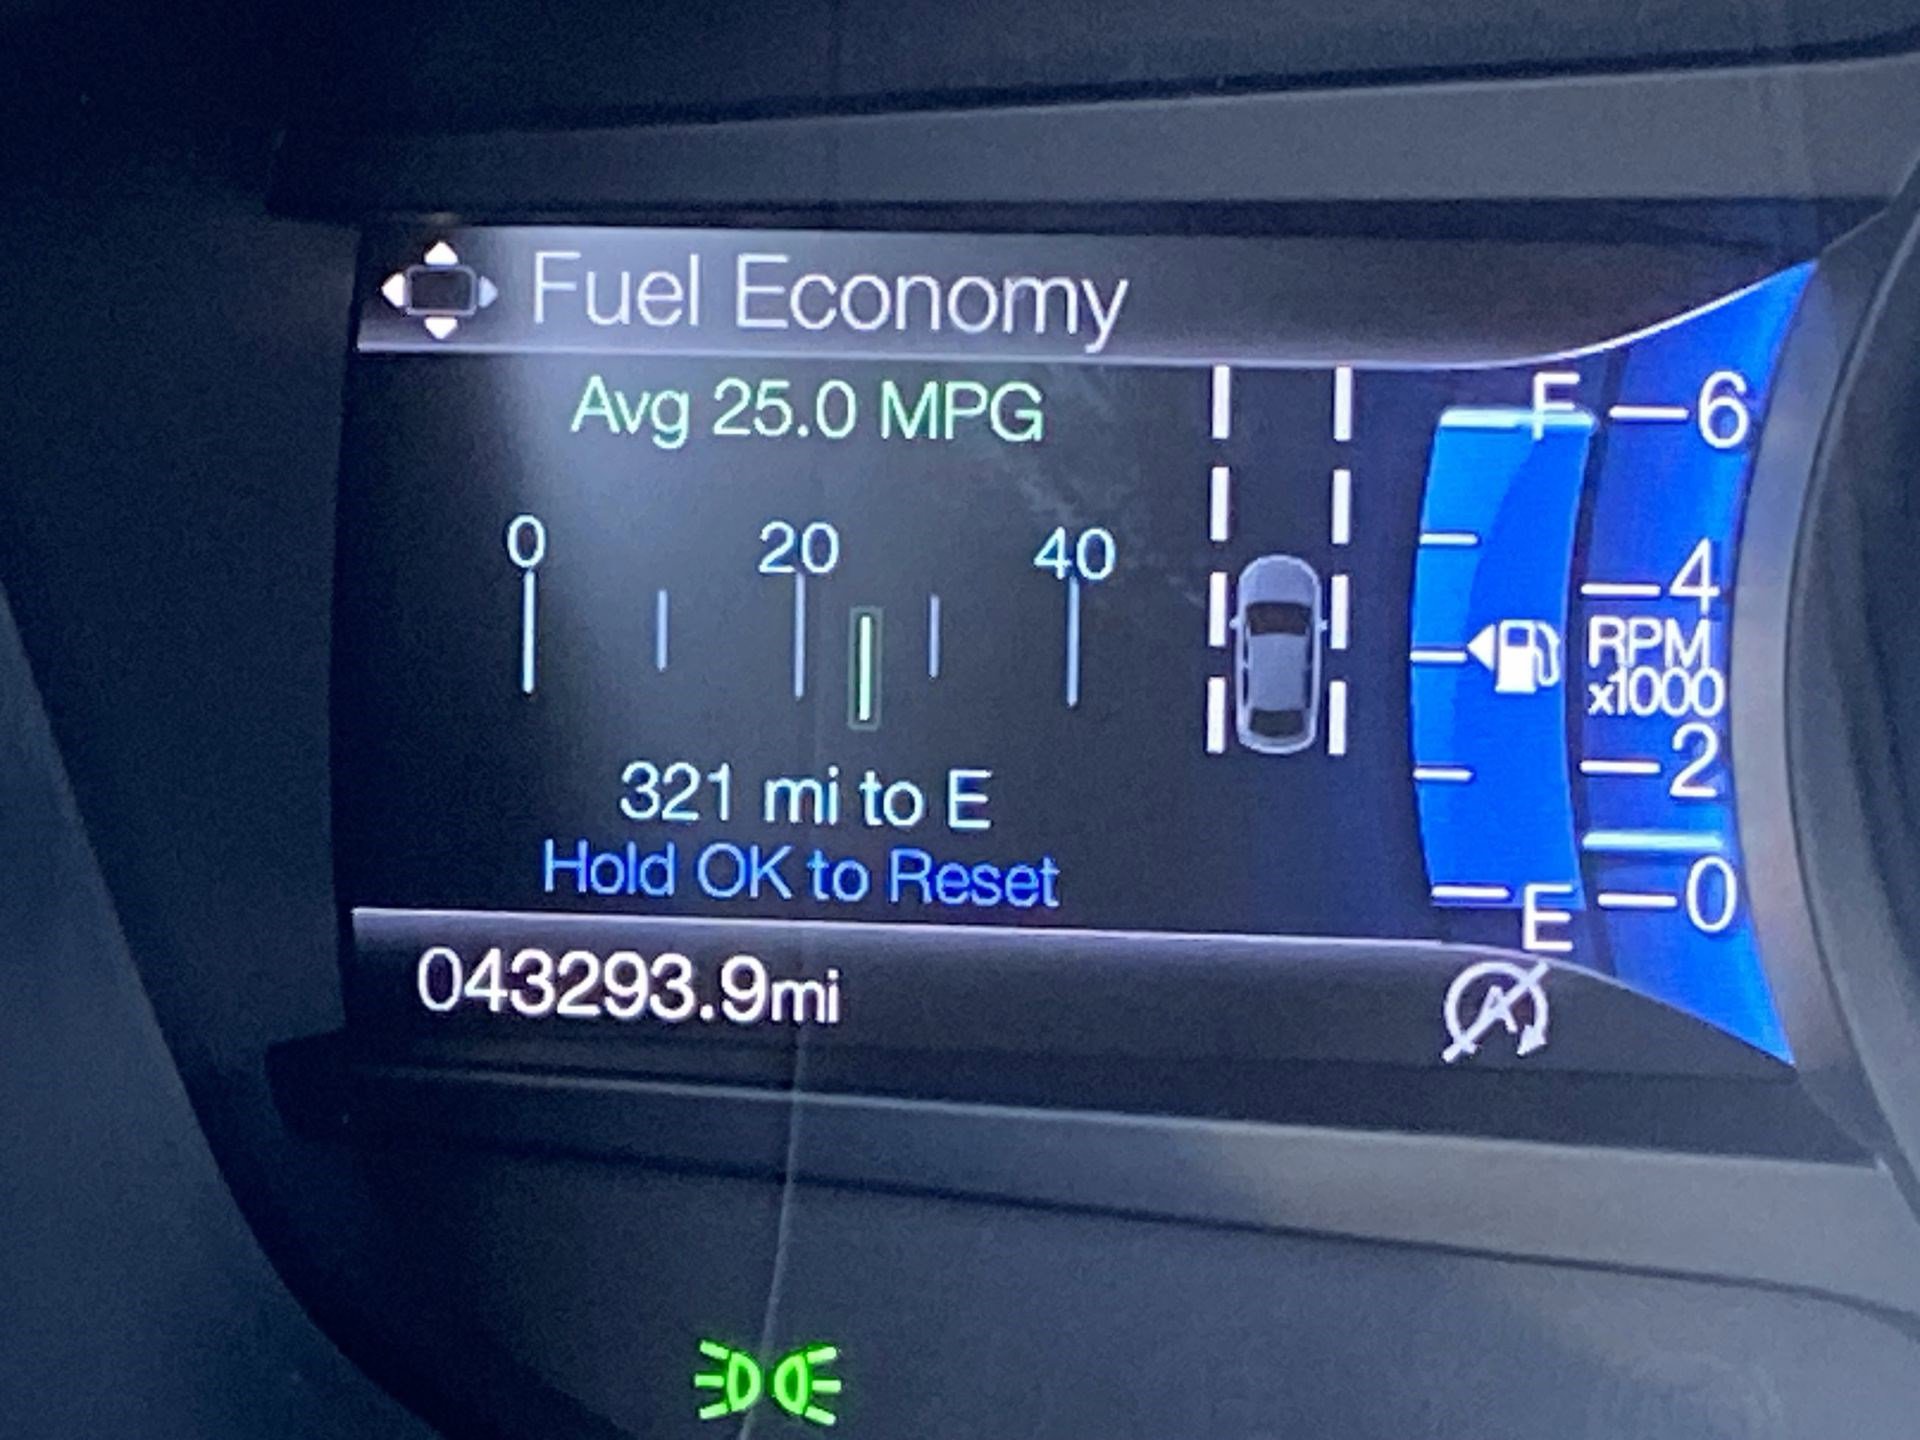 Fuel Economy
Avg 25.0 MPG
0 20 40
321 mi to E
Hold OK to Reset
043293.9mi
F
E
6
4
RPM
x1000
2
0
A